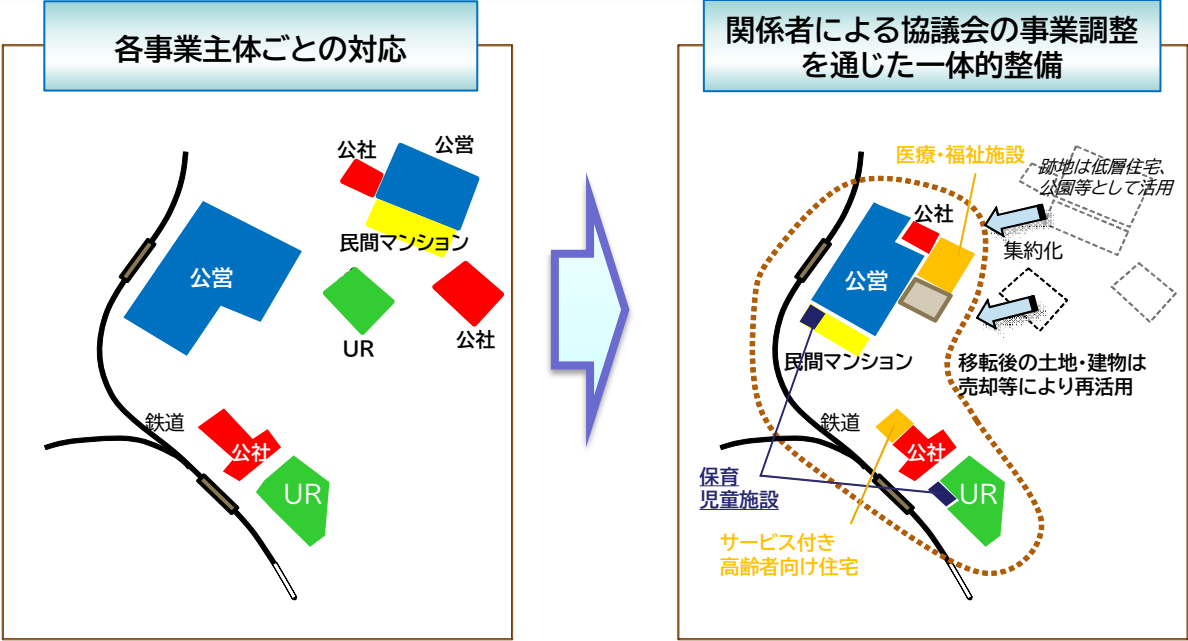 各事業主体ごとの対応
公社
公営
民間マンション
公営
UR
公社
鉄道
公社
UR
関係者による協議会の事業調整
を通じた一体的整備
医療・福祉施設
跡地は低層住宅、
公園等として活用
公社
集約化
公営
民間マンション
移転後の土地・建物は
売却等により再活用
鉄道
公社
保育
児童施設
UR
サービス付き
高齢者向け住宅